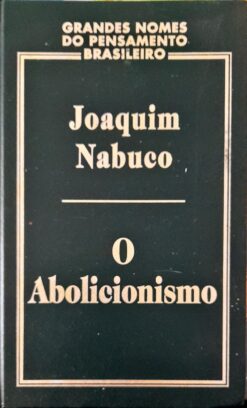 GRANDES NOMES
DO PENSAMENTO
BRASILEIRO
Joaquim
Nabuco
O
Abolicionismo